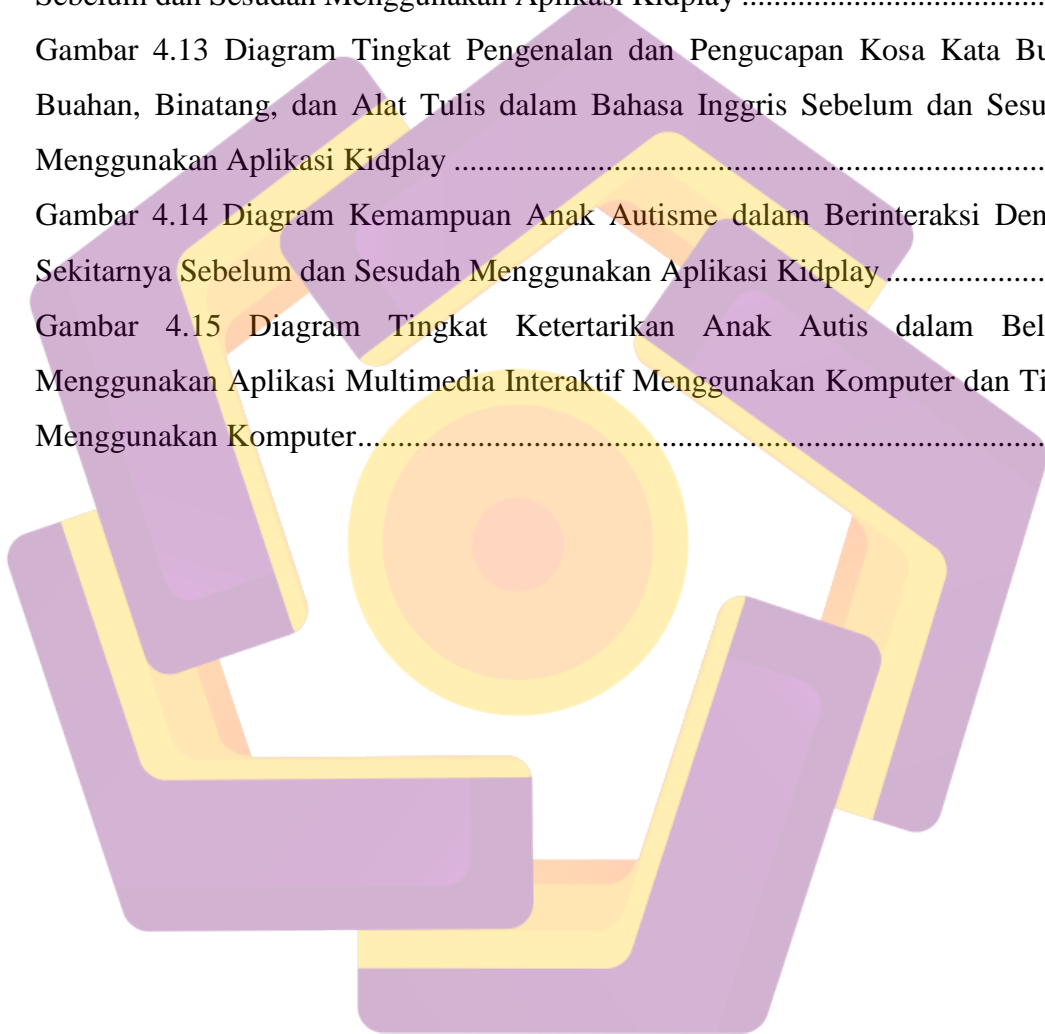 Sebelum dan Sesudah Menggunakan Aplikasi Kidplay ........................................
Gambar 4.13 Diagram Tingkat Pengenalan dan Pengucapan Kosa Kata Bu
Buahan, Binatang, dan Alat Tulis dalam Bahasa Inggris Sebelum dan Sesu
Menggunakan Aplikasi Kidplay ...........................................................................
Gambar 4.14 Diagram Kemampuan Anak Autisme dalam Berinteraksi Den
Sekitarnya Sebelum dan Sesudah Menggunakan Aplikasi Kidplay ....................
Gambar 4.15 Diagram Tingkat Ketertarikan Anak Autis dalam Bel
Menggunakan Aplikasi Multimedia Interaktif Menggunakan Komputer dan Ti
Menggunakan Komputer.......................................................................................